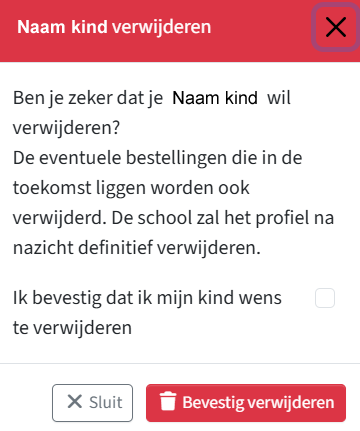 Naam kind verwijderen
Ben je zeker dat je Naam kind wil
verwijderen?
De eventuele bestellingen die in de
toekomst liggen worden ook
verwijderd. De school zal het profiel na
nazicht definitief verwijderen.
Ik bevestig dat ik mijn kind wens
te verwijderen
Sluit
Bevestig verwijderen